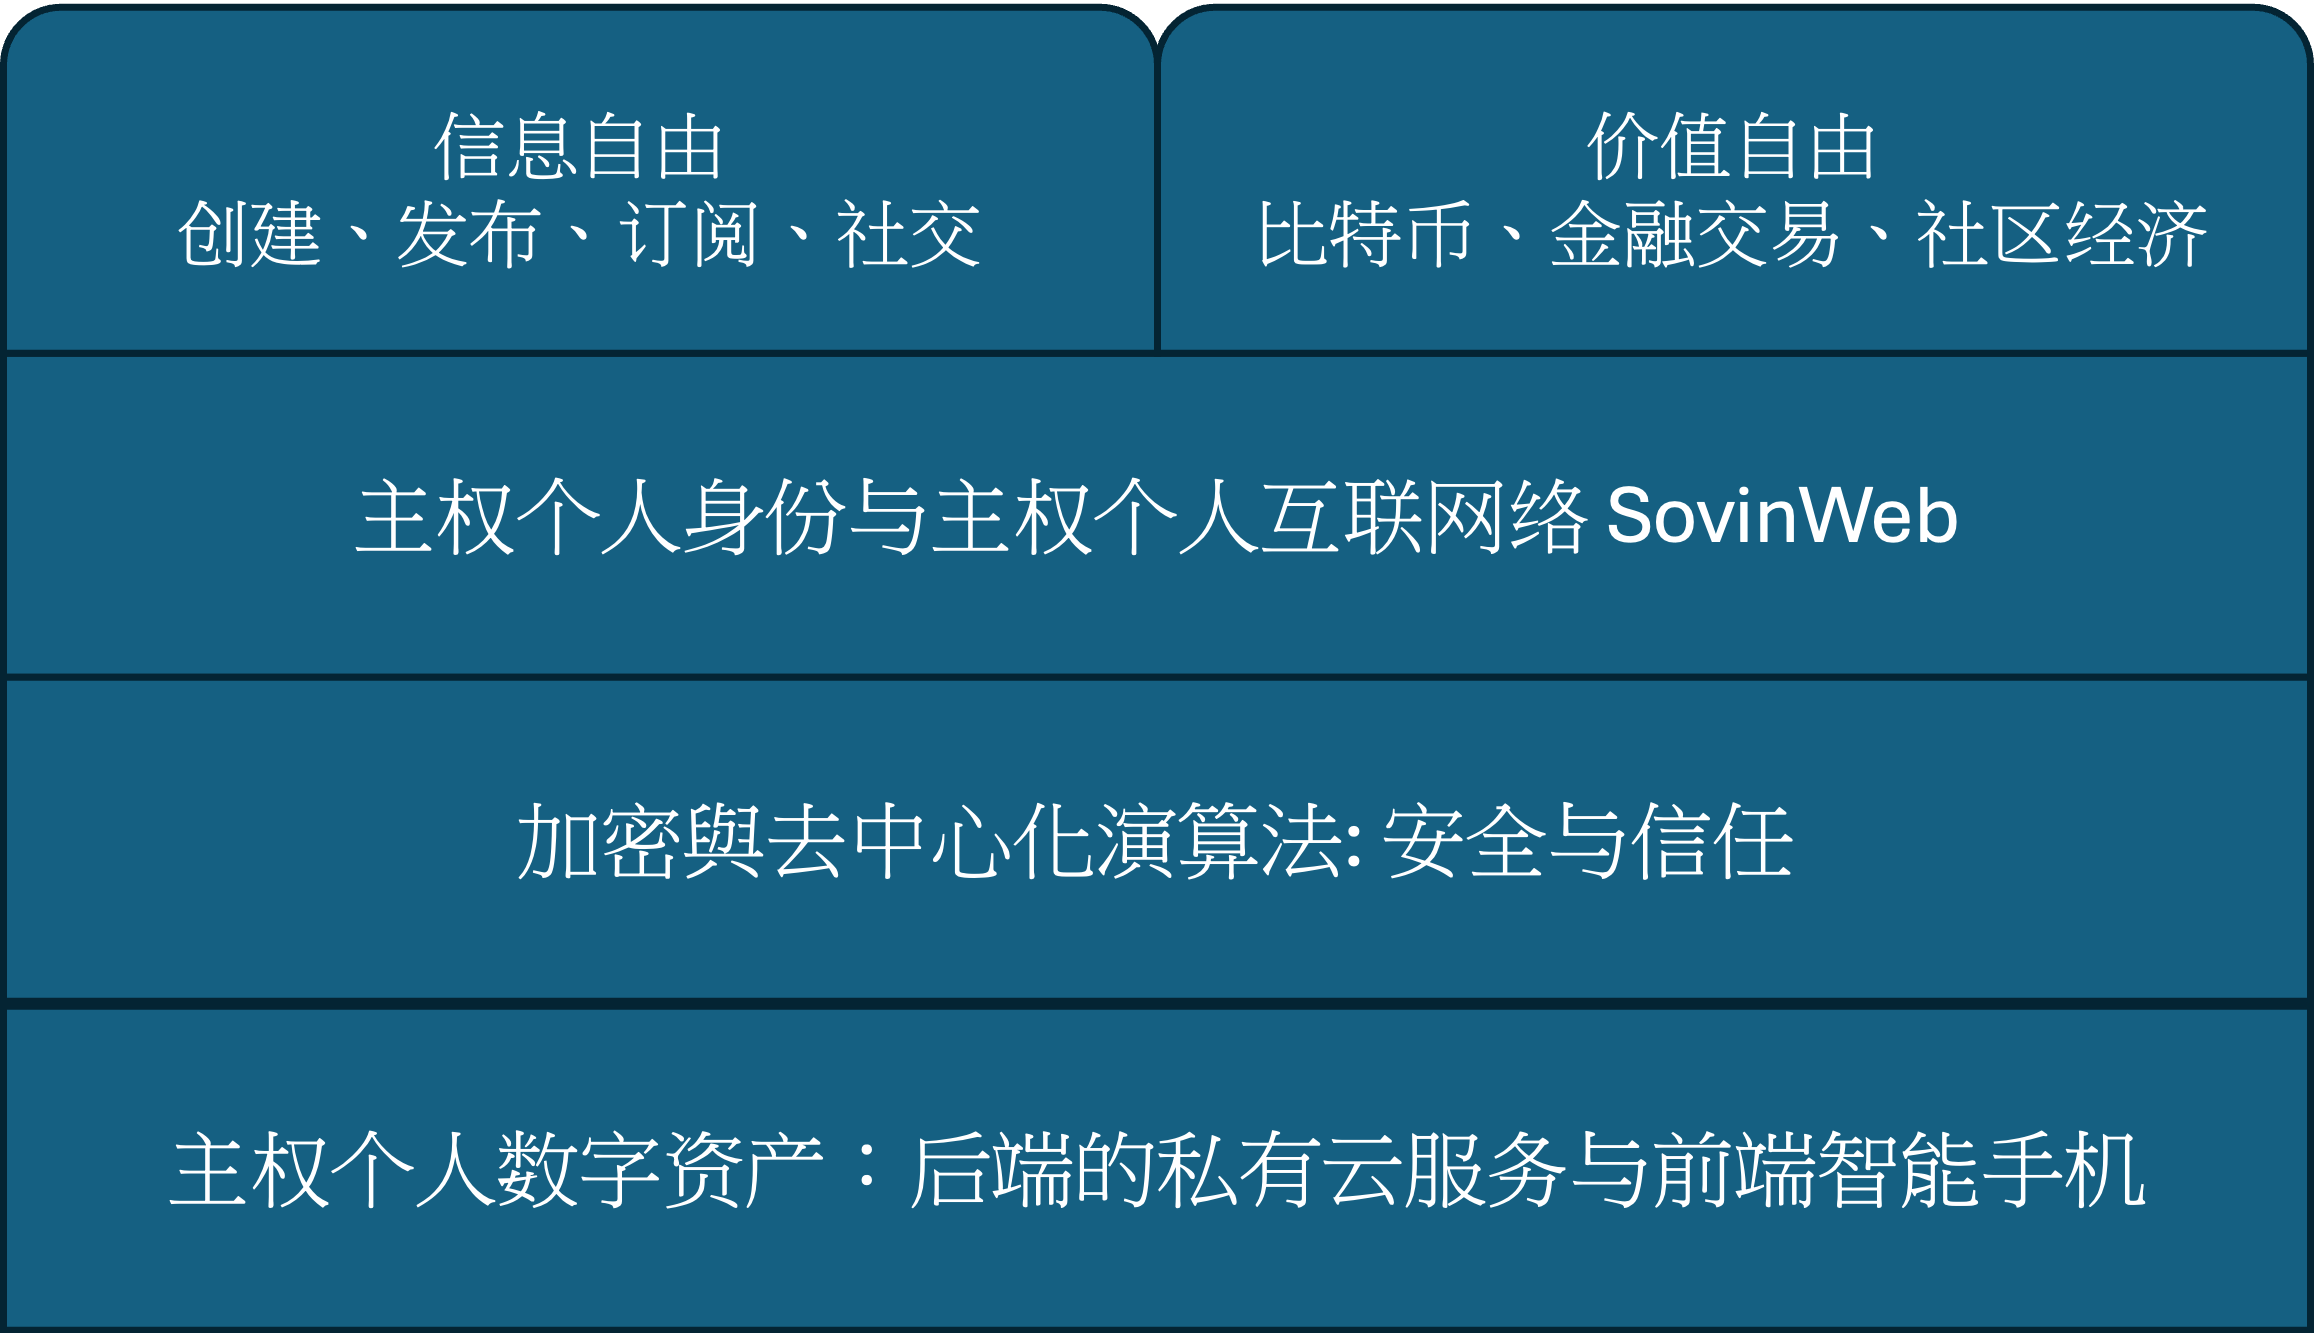 信息自由
创建、发布、订阅、社交
价值自由
比特币、金融交易、社区经济
主权个人身份与主权个人互联网络 SovinWeb
加密與去中心化演算法: 安全与信任
主权个人数字资产：后端的私有云服务与前端智能手机